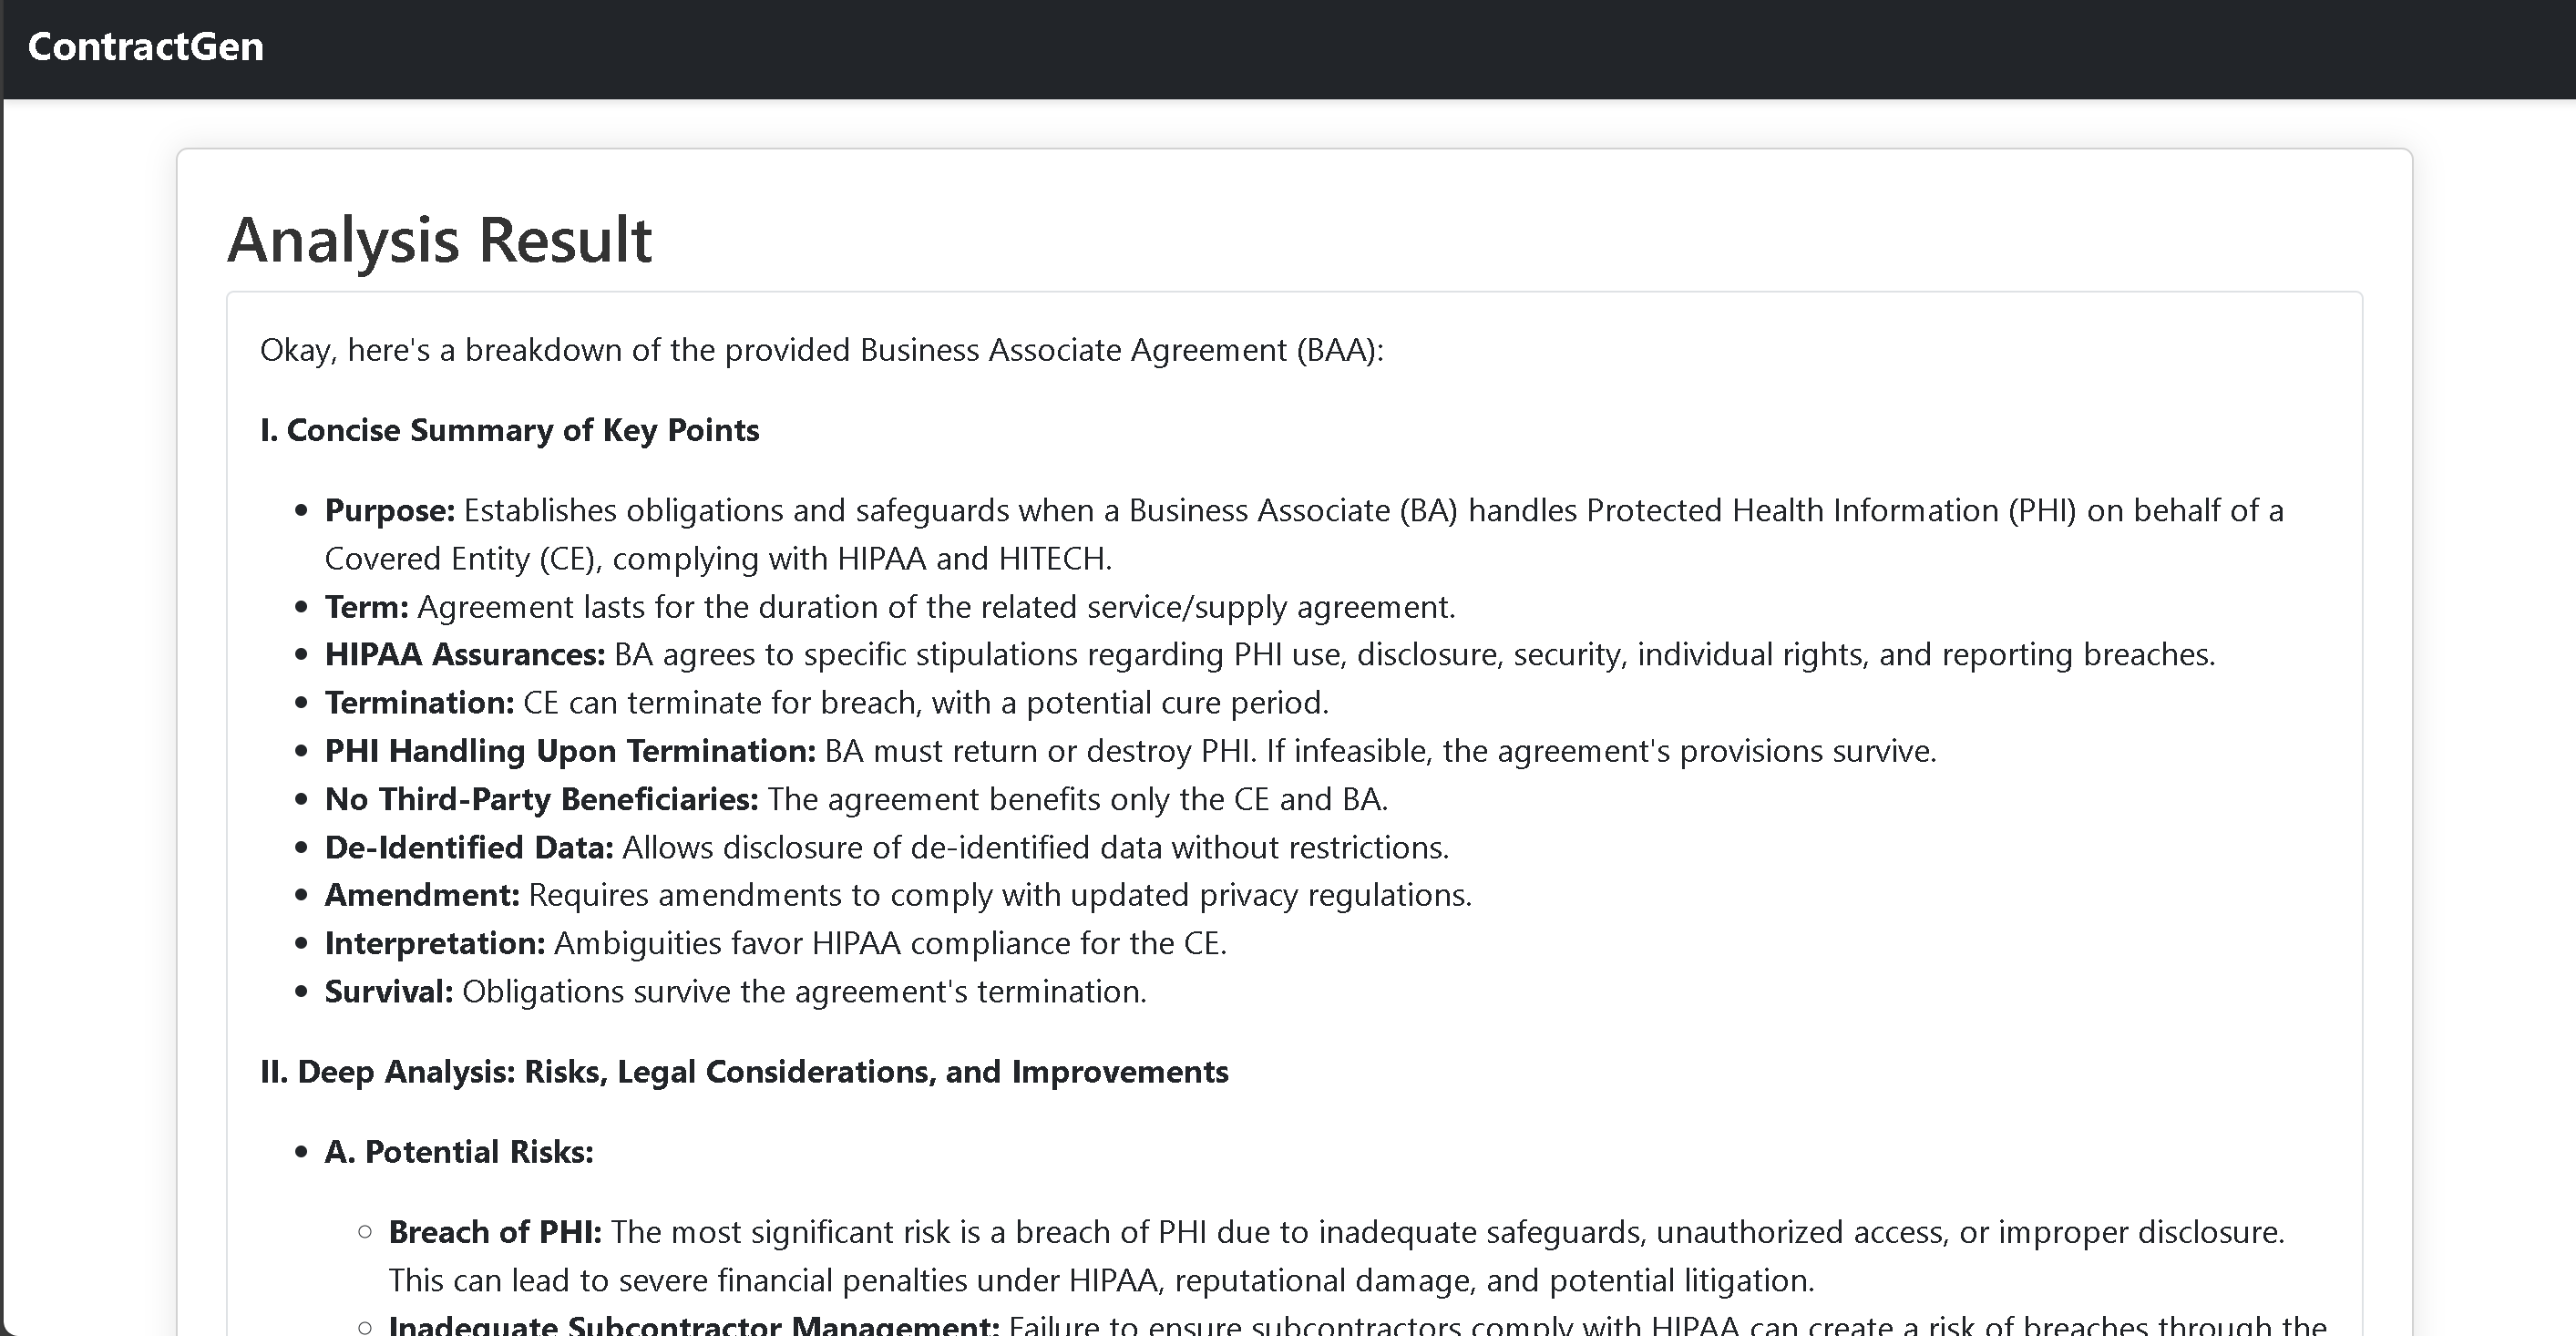 ContractGen
Analysis Result
Okay, here's a breakdown of the provided Business Associate Agreement (BAA):
I. Concise Summary of Key Points
• Purpose: Establishes obligations and safeguards when a Business Associate (BA) handles Protected Health Information (PHI) on behalf of a
Covered Entity (CE), complying with HIPAA and HITECH.
• Term: Agreement lasts for the duration of the related service/supply agreement.
• HIPAA Assurances: BA agrees to specific stipulations regarding PHI use, disclosure, security, individual rights, and reporting breaches.
• Termination: CE can terminate for breach, with a potential cure period.
• PHI Handling Upon Termination: BA must return or destroy PHI. If infeasible, the agreement's provisions survive.
• No Third-Party Beneficiaries: The agreement benefits only the CE and BA.
• De-Identified Data: Allows disclosure of de-identified data without restrictions.
• Amendment: Requires amendments to comply with updated privacy regulations.
• Interpretation: Ambiguities favor HIPAA compliance for the CE.
• Survival: Obligations survive the agreement's termination.
II. Deep Analysis: Risks, Legal Considerations, and Improvements
• A. Potential Risks:
○ Breach of PHI: The most significant risk is a breach of PHI due to inadequate safeguards, unauthorized access, or improper disclosure.
This can lead to severe financial penalties under HIPAA, reputational damage, and potential litigation.
○ Inadequate Subcontractor Management: Failure to ensure subcontractors comply with HIPAA can create a risk of breaches through the